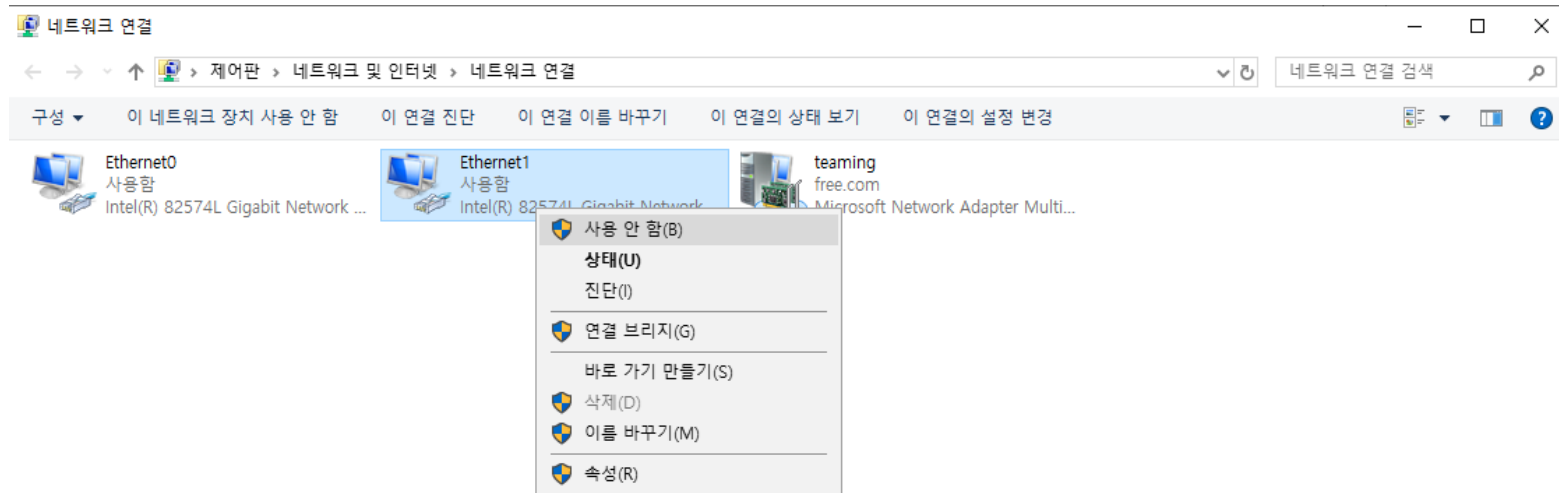 네트워크 연결
제어판 > 네트워크 및 인터넷 > 네트워크 연결
네트워크 연결 검색
구성 이 네트워크 장치 사용 안 함 이 연결 진단 이 연결 이름 바꾸기 이 연결의 상태 보기 이 연결의 설정 변경
Ethernet0
사용함
Intel(R) 82574L Gigabit Network ...
Ethernet1
사용함
Intel(R) 82574L Gigabit Network
teaming
free.com
Microsoft Network Adapter Multi...
사용 안 함(B)
상태(U)
진단(I)
연결 브리지(G)
바로 가기 만들기(S)
삭제(D)
이름 바꾸기(M)
속성(R)